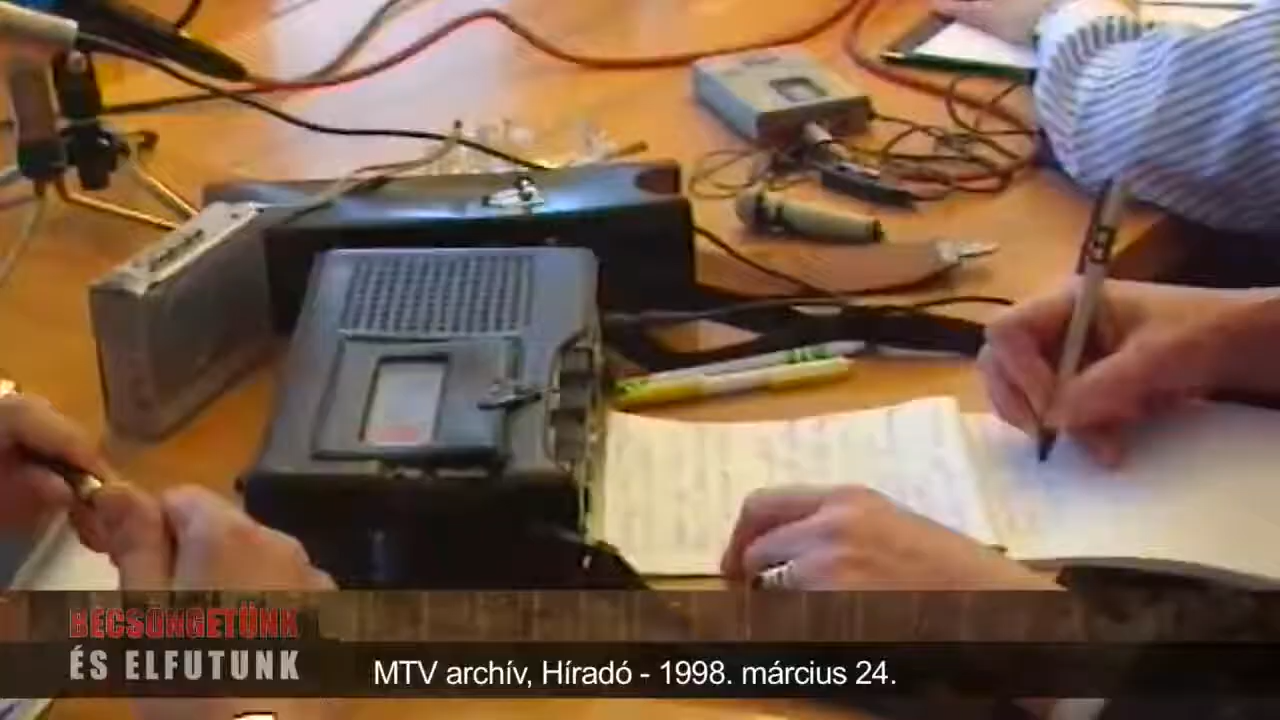 BECSÖNGETÜNK
ÉS ELFUTUNK
MTV archív, Híradó - 1998. március 24.